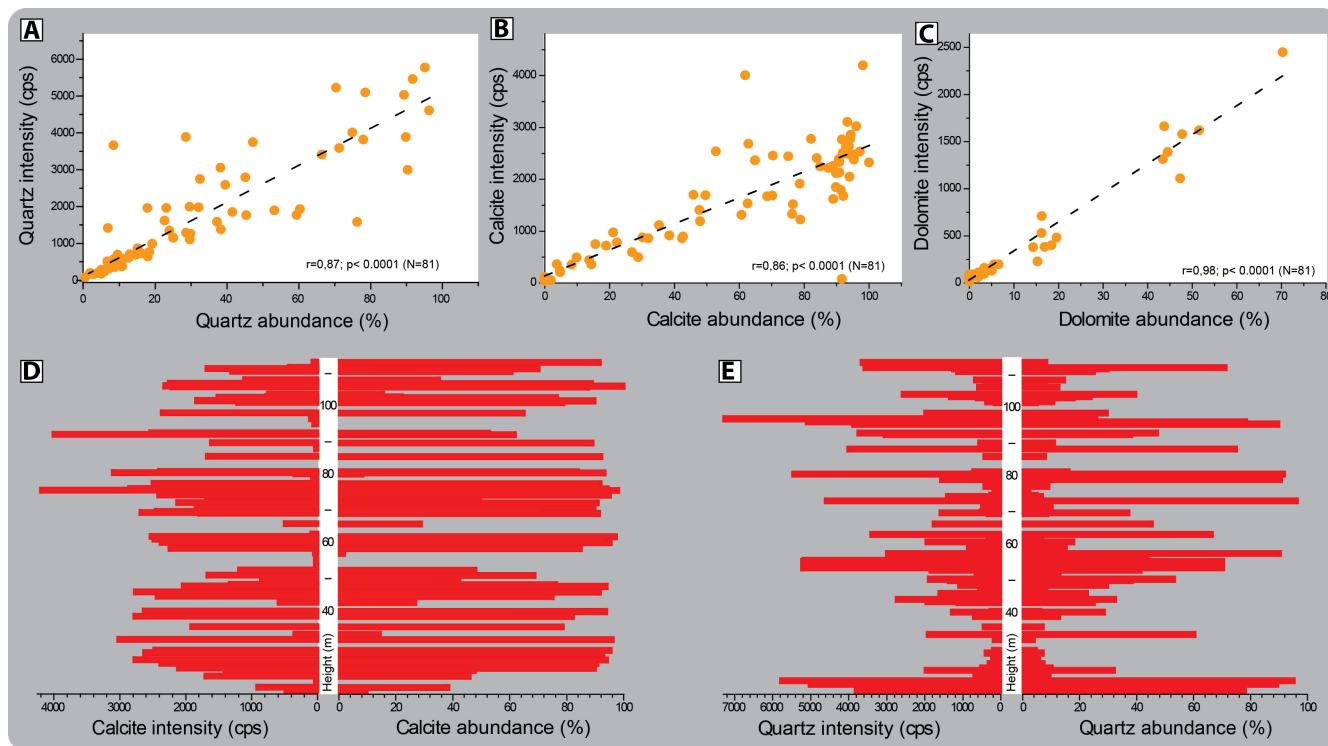 A
Quartz intensity (cps)
6000
5000
4000
3000
2000
1000
0
0 20 40 60 80 100
r=0,87; p< 0.0001 (N=81)
Quartz abundance (%)
B
Calcite intensity (cps)
4000
3000
2000
1000
0
0 20 40 60 80 100
r=0,86; p< 0.0001 (N=81)
Calcite abundance (%)
C
Dolomite intensity (cps)
2500
2000
1500
1000
500
0
0 10 20 30 40 50 60 70 80
r=0,98; p< 0.0001 (N=81)
Dolomite abundance (%)
D
100
80
60
40
Height (m)
4000 3000 2000 1000 0 0 20 40 60 80 100
Calcite intensity (cps) Calcite abundance (%)
E
100
80
60
40
Height (m)
7000 6000 5000 4000 3000 2000 1000 0 0 20 40 60 80 100
Quartz intensity (cps) Quartz abundance (%)